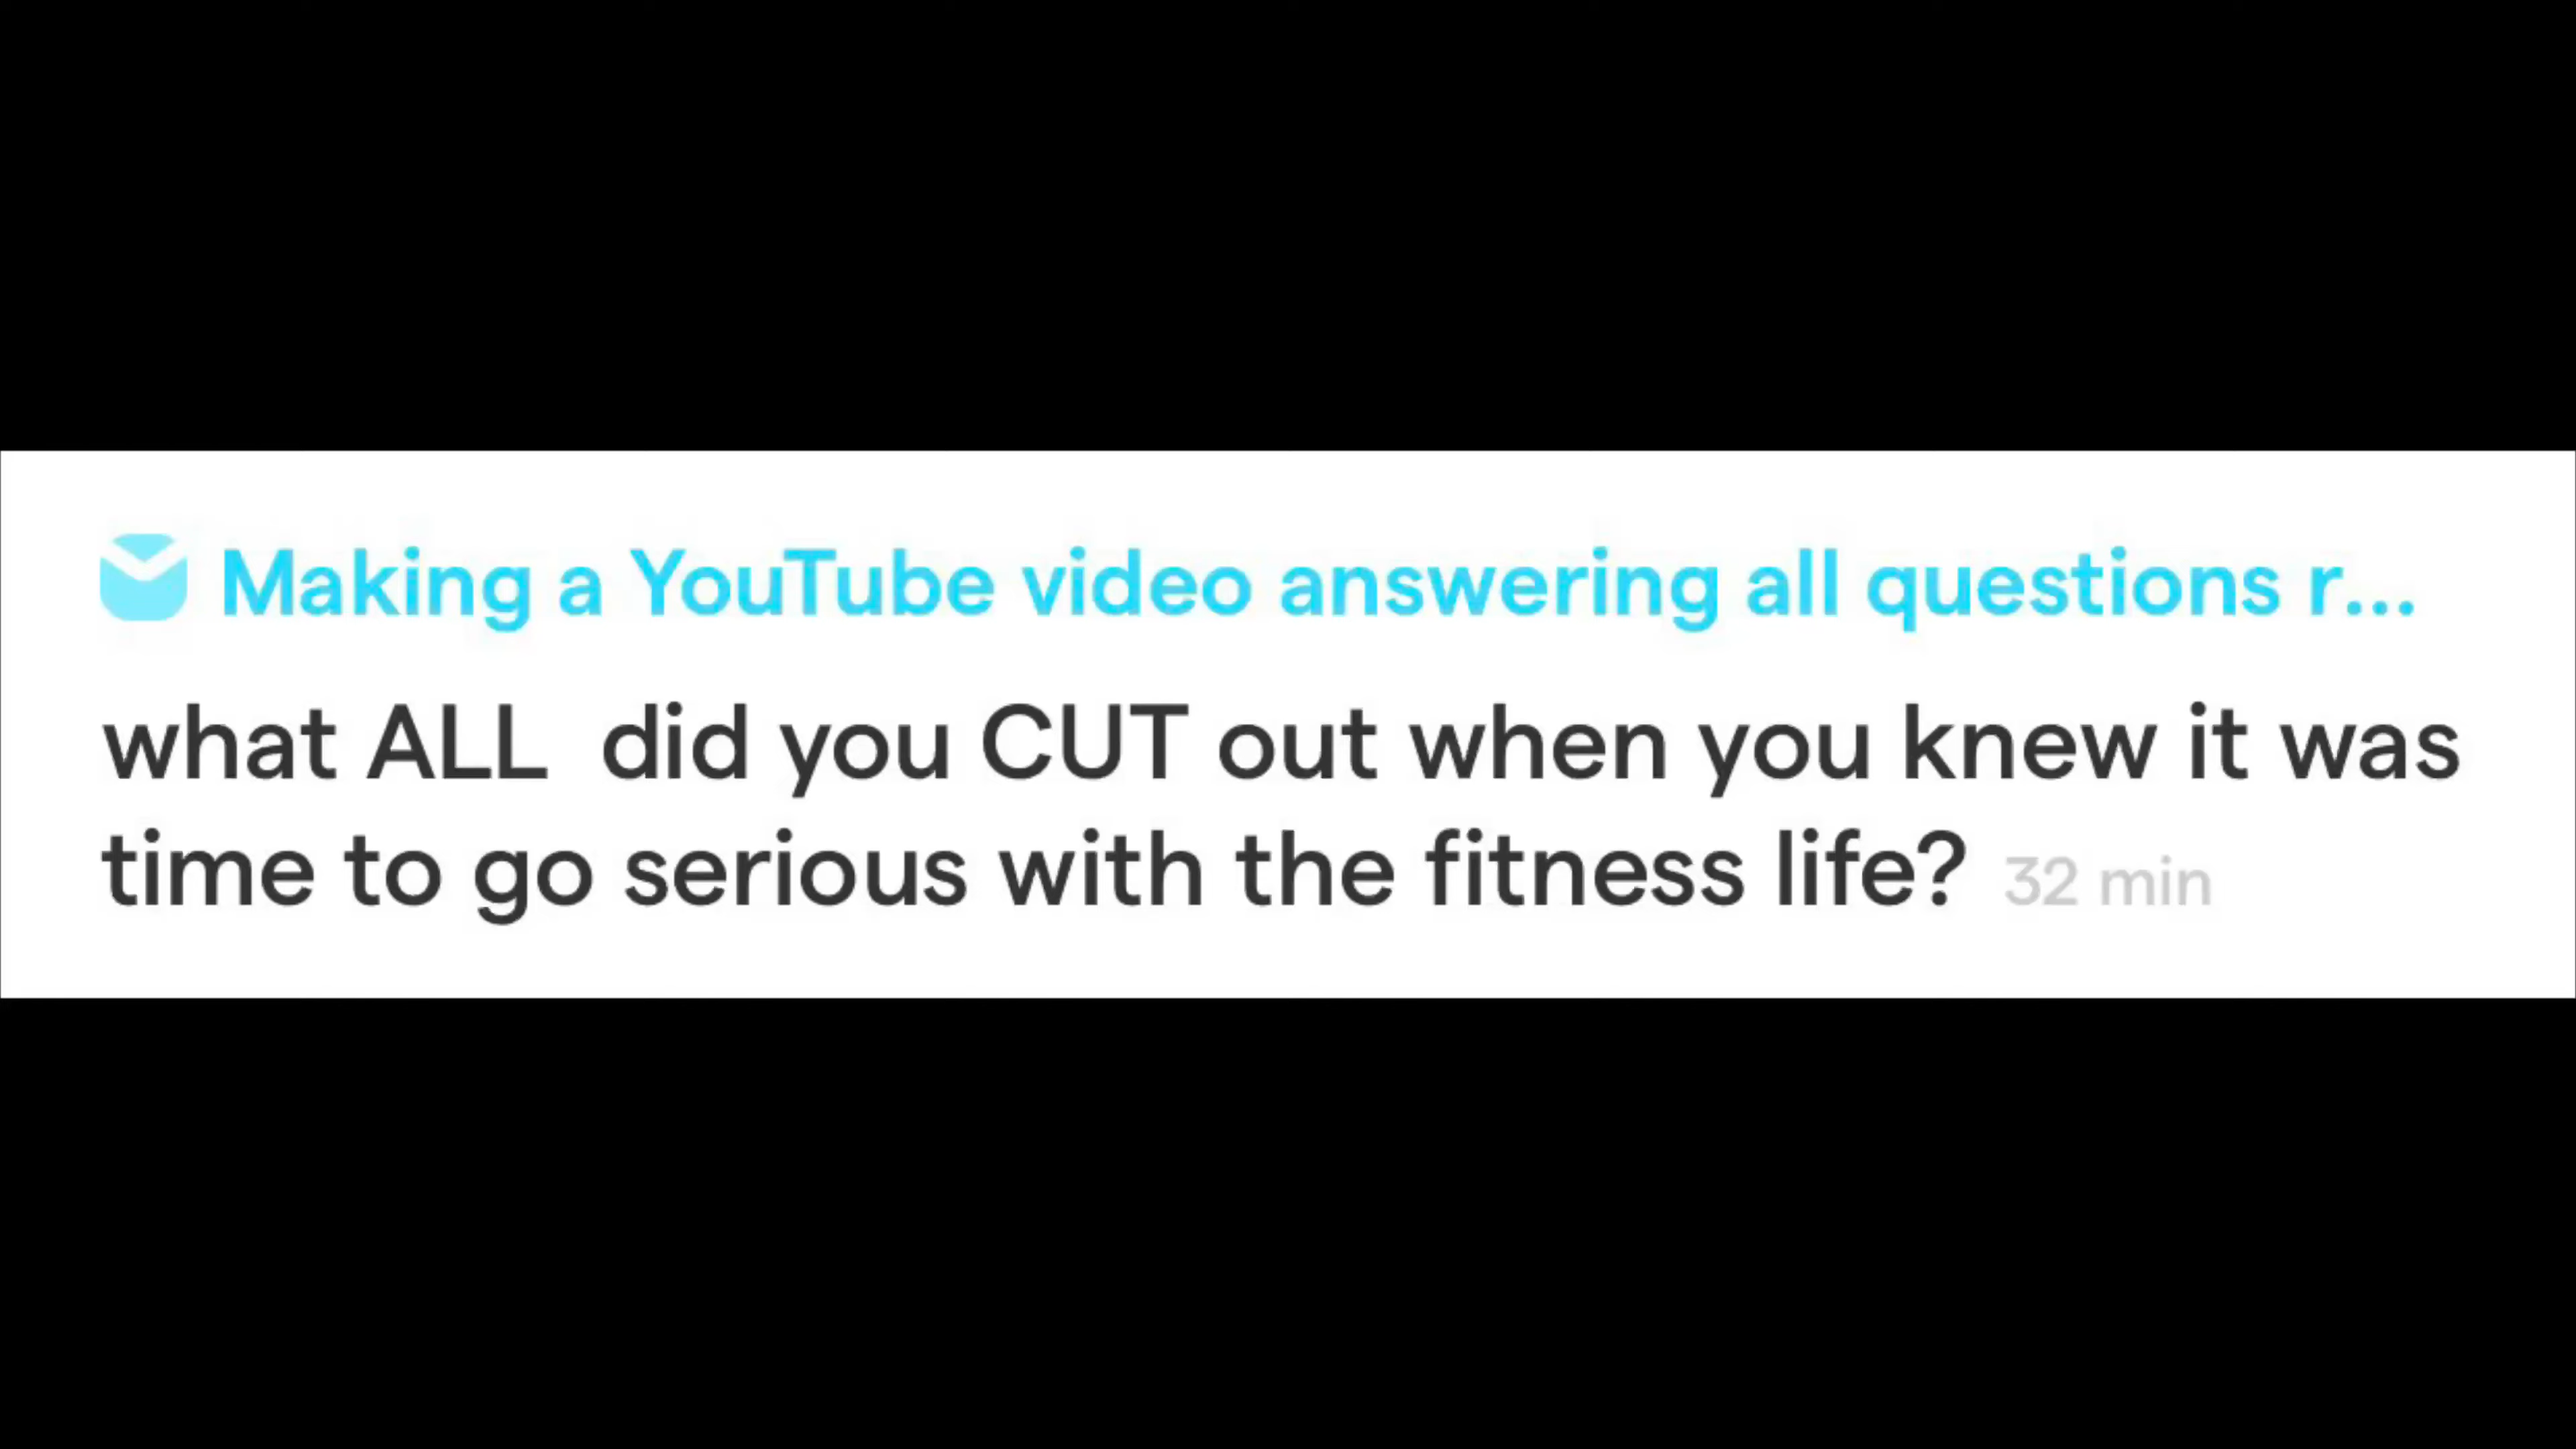 Making a YouTube video answering all questions r...
what ALL  did you CUT out when you knew it was
time to go serious with the fitness life? 32 min